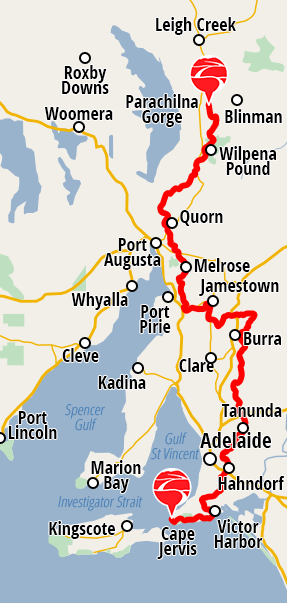 Leigh Creek
Roxby
Downs
Woomera
Parachilna
Gorge
Blinman
Wilpena
Pound
Quorn
Port
Augusta
Melrose
Jamestown
Whyalla
Port
Pirie
Burra
Cleve
Clare
Kadina
Port
Lincoln
Spencer
Gulf
Tanunda
Gulf
St Vincent
Adelaide
Marion
Bay
Hahndorf
Investigator Strait
Kingscote
Cape
Jervis
Victor
Harbor